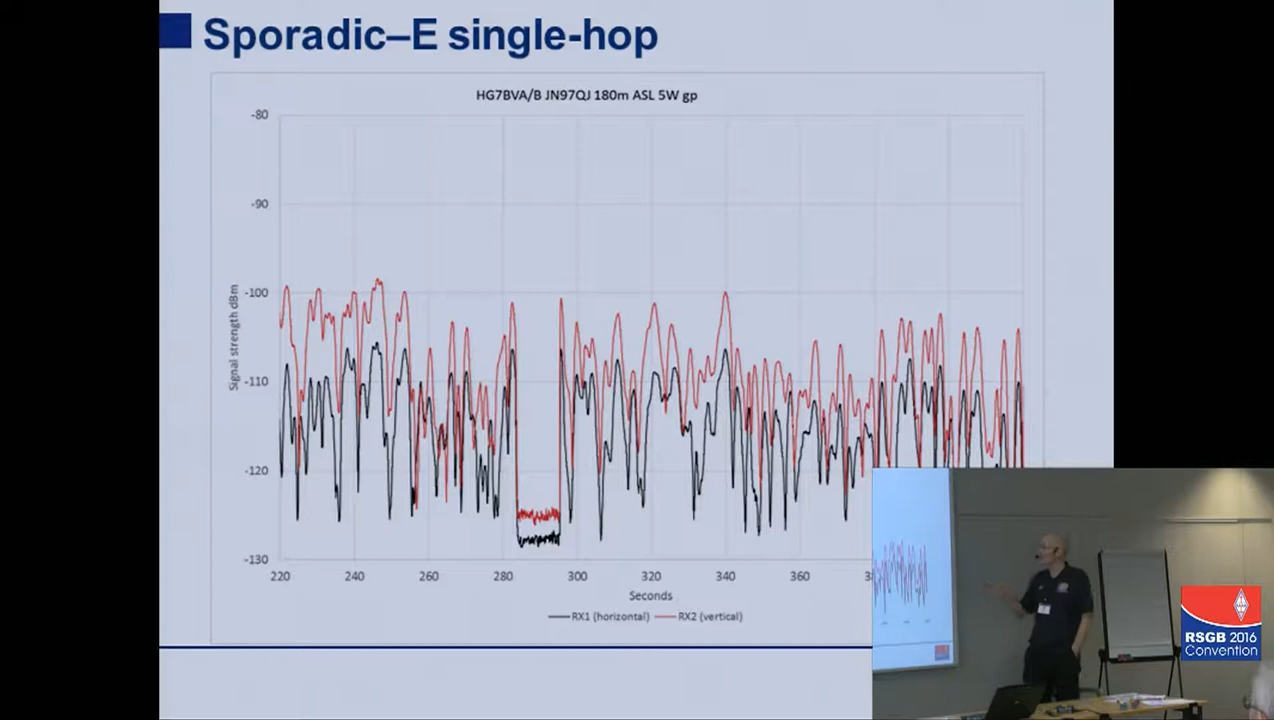 Sporadic–E single-hop
HG7BVA/B JN97QJ 180m ASL 5W gp
-80
-90
-100
-110
-120
-130
Signal strength dBm
220 240 260 280 300 320 340 360
Seconds
RX1 (horizontal) RX2 (vertical)
RSGB 2016
Convention